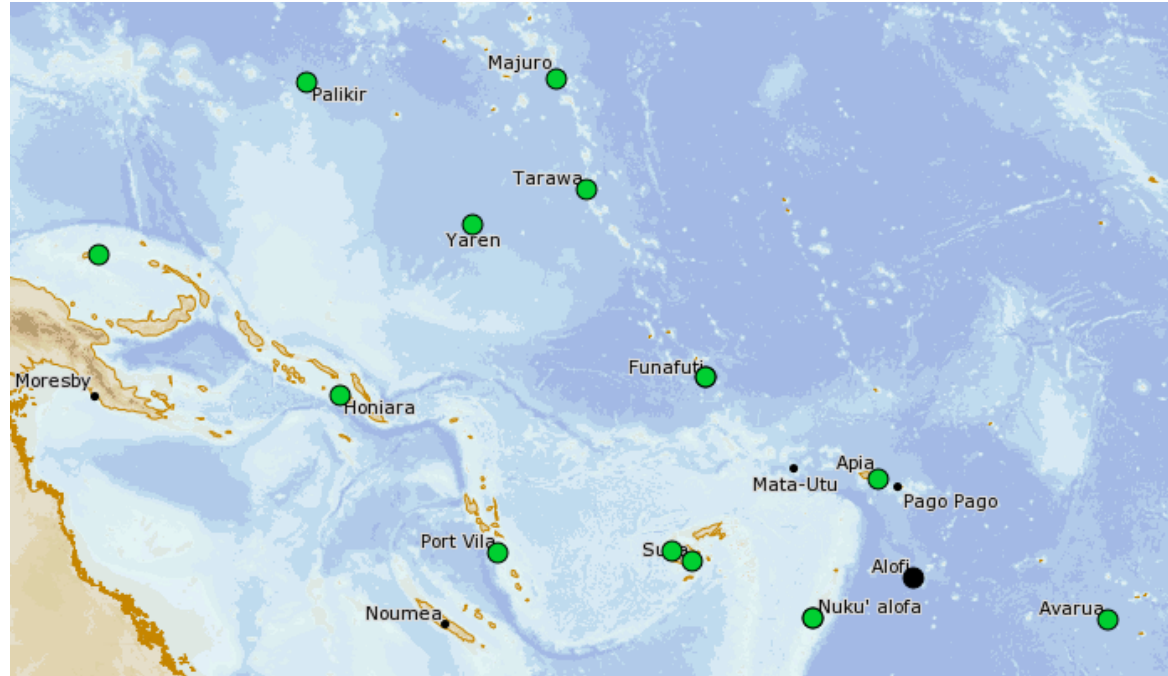 Majuro
Palikir
Tarawa
Yaren
Funafuti
Moresby
Honiara
Apia
Mata-Utu
Pago Pago
Port Vila
Alofi
Noumea
Nuku' alofa
Avarua